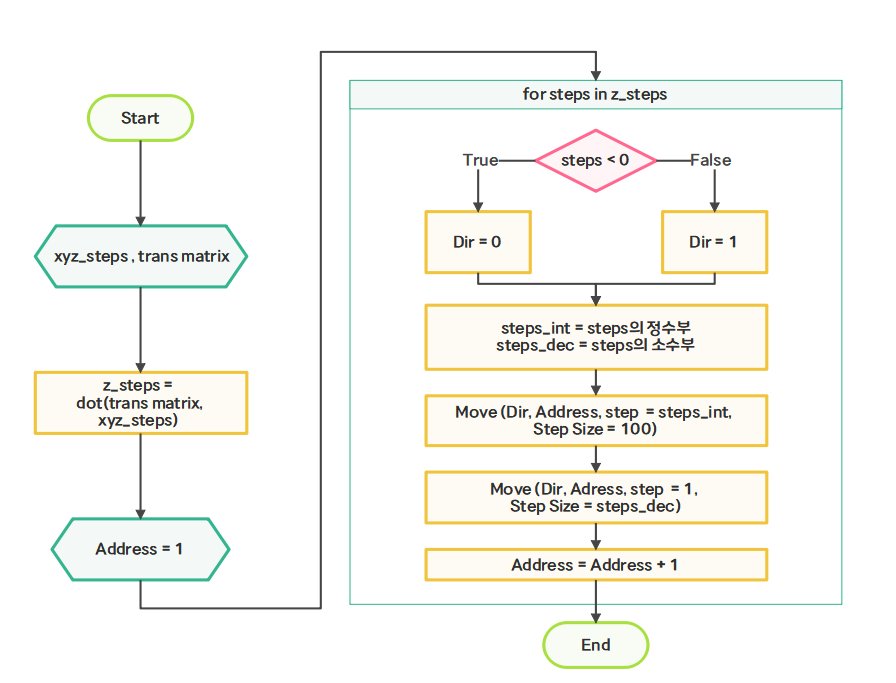 Start
xyz_steps , trans matrix
z_steps =
dot(trans matrix,
xyz_steps)
Address = 1
for steps in z_steps
steps < 0
True
False
Dir = 0
Dir = 1
steps_int = steps의 정수부
steps_dec = steps의 소수부
Move (Dir, Address, step = steps_int,
Step Size = 100)
Move (Dir, Adress, step = 1,
Step Size = steps_dec)
Address = Address + 1
End